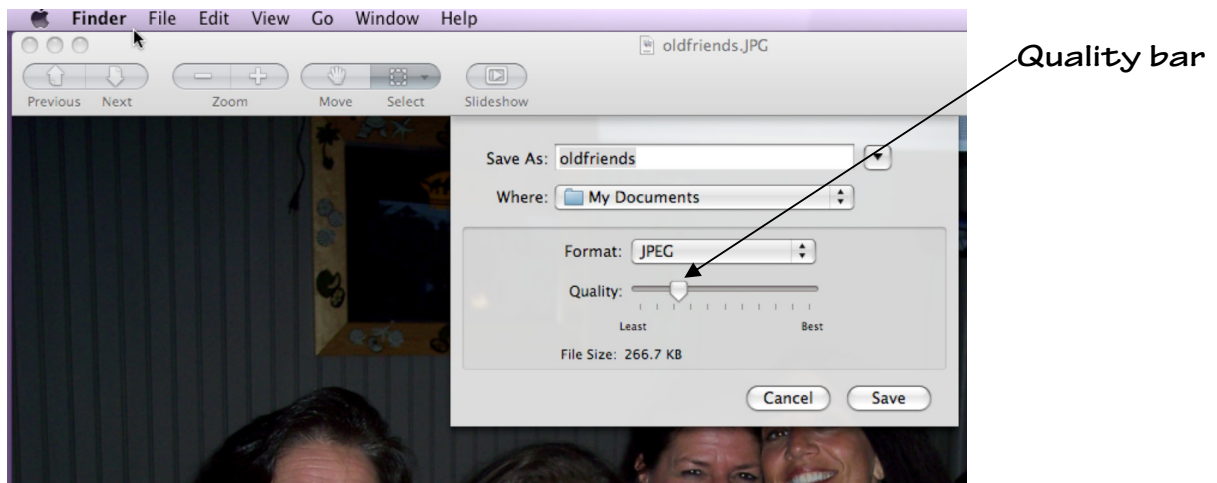 Finder File Edit View Go Window Help
oldfriends.JPG
Quality bar
Previous Next Zoom Move Select Slideshow
Save As: oldfriends
Where: My Documents
Format: JPEG
Quality:
Least Best
File Size: 266.7 KB
Cancel Save